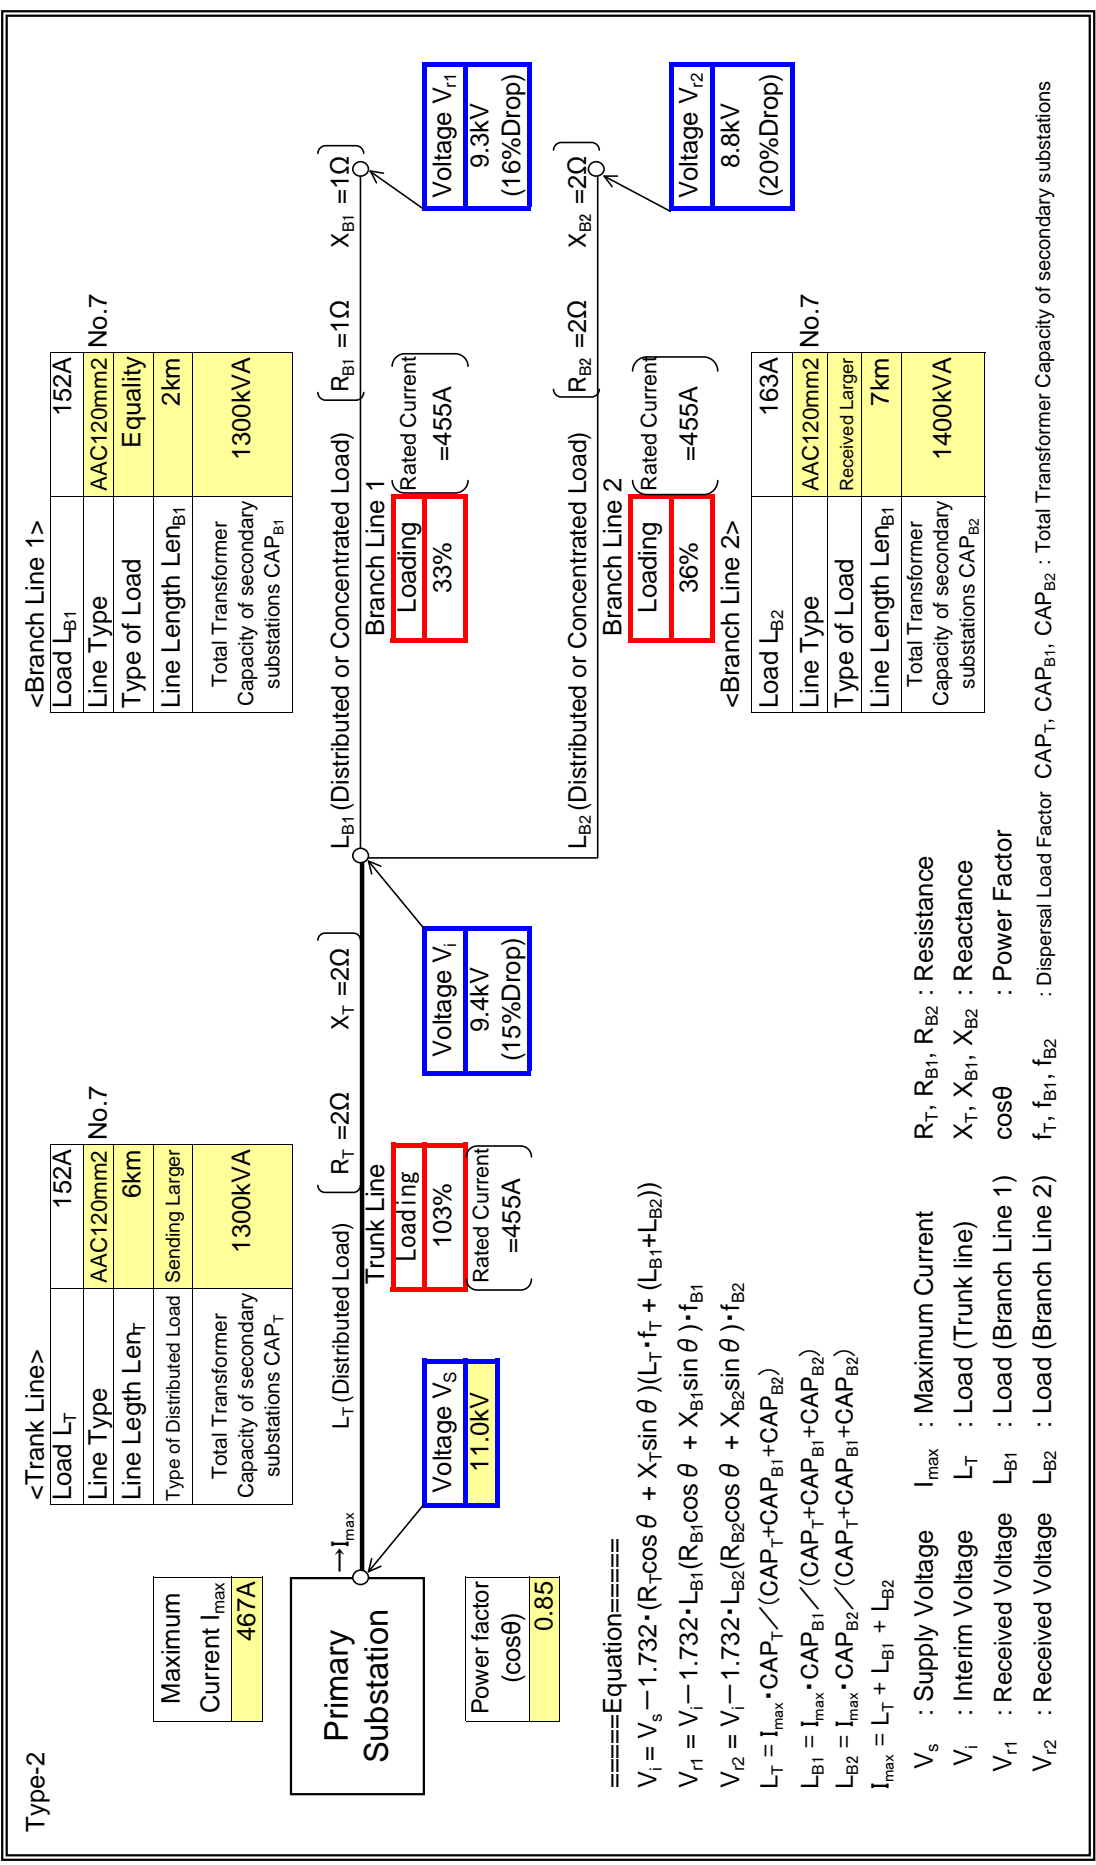 Type-2
Maximum
Current Imax
467A
<Trank Line>
Load LT 152A
Line Type AAC120mm2 No.7
Line Legth LenT 6km
Type of Distributed Load Sending Larger
Total Transformer
Capacity of secondary
substations CAPT
1300kVA
<Branch Line 1>
Load LB1 152A
Line Type AAC120mm2 No.7
Type of Load Equality
Line Length LenB1 2km
Total Transformer
Capacity of secondary
substations CAPB1
1300kVA
Primary
Substation
→Imax
LT (Distributed Load) RT =2Ω XT =2Ω
LB1 (Distributed or Concentrated Load) RB1 =1Ω XB1 =1Ω
Trunk Line
Loading
103%
Rated Current
=455A
Branch Line 1
Loading
33%
Rated Current
=455A
Voltage VS
11.0kV
Voltage Vi
9.4kV
(15%Drop)
Voltage Vr1
9.3kV
(16%Drop)
Power factor
(cosθ)
0.85
LB2 (Distributed or Concentrated Load) RB2 =2Ω XB2 =2Ω
Branch Line 2
Loading
36%
Rated Current
=455A
Voltage Vr2
8.8kV
(20%Drop)
<Branch Line 2>
Load LB2 163A
Line Type AAC120mm2 No.7
Type of Load Received Larger
Line Length LenB1 7km
Total Transformer
Capacity of secondary
substations CAPB2
1400kVA
=====Equation=====
Vi = Vs−1.732・(RTcosθ + XTsinθ)(LT・fT + (LB1+LB2))
Vr1 = Vi−1.732・LB1(RB1cosθ + XB1sinθ)・fB1
Vr2 = Vi−1.732・LB2(RB2cosθ + XB2sinθ)・fB2
LT = Imax・CAPT／(CAPT+CAPB1+CAPB2)
LB1 = Imax・CAPB1／(CAPT+CAPB1+CAPB2)
LB2 = Imax・CAPB2／(CAPT+CAPB1+CAPB2)
Imax = LT + LB1 + LB2
Vs : Supply Voltage Imax : Maximum Current RT, RB1, RB2 : Resistance
Vi : Interim Voltage LT : Load (Trunk line) XT, XB1, XB2 : Reactance
Vr1 : Received Voltage LB1 : Load (Branch Line 1) cosθ : Power Factor
Vr2 : Received Voltage LB2 : Load (Branch Line 2) fT, fB1, fB2 : Dispersal Load Factor CAPT, CAPB1, CAPB2 : Total Transformer Capacity of secondary substations